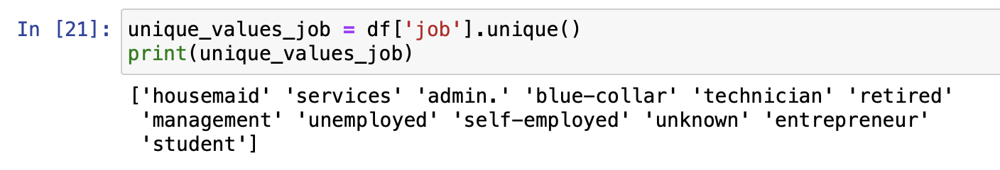 In [21]: unique_values_job = df['job'].unique()
print(unique_values_job)
['housemaid' 'services' 'admin.' 'blue-collar' 'technician' 'retired'
'management' 'unemployed' 'self-employed' 'unknown' 'entrepreneur'
'student']